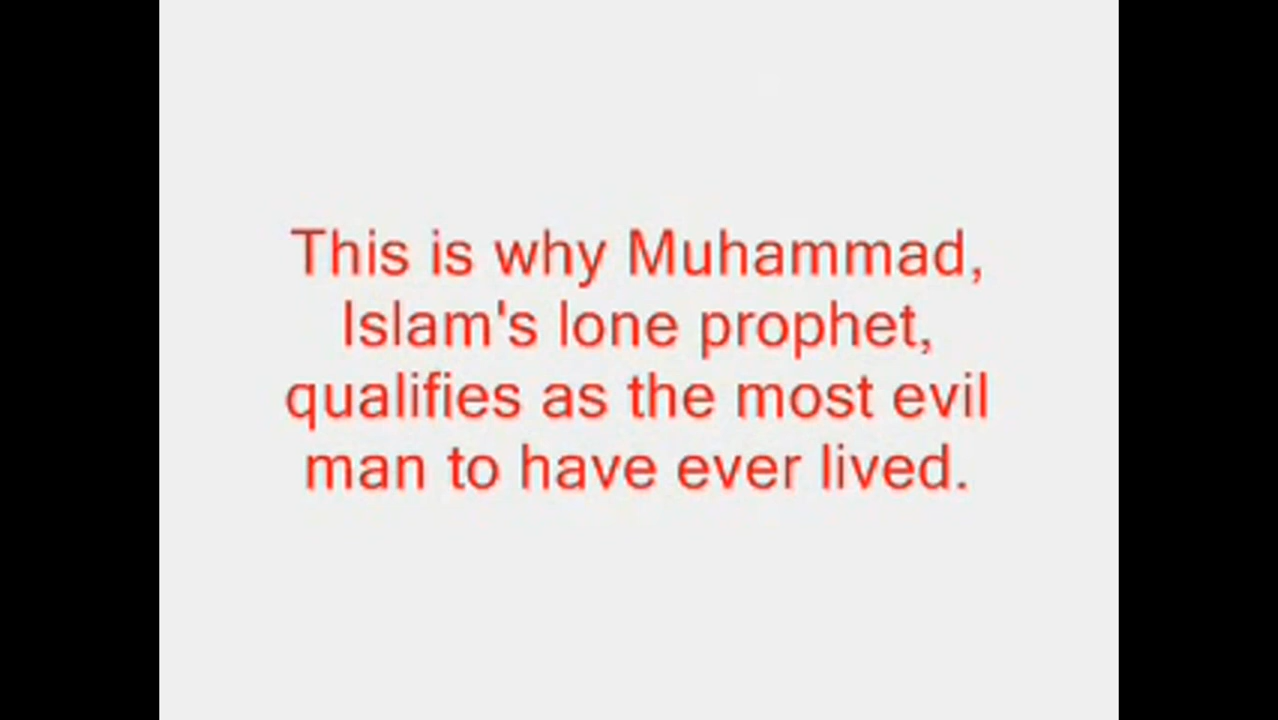 This is why Muhammad,
Islam's lone prophet,
qualifies as the most evil
man to have ever lived.